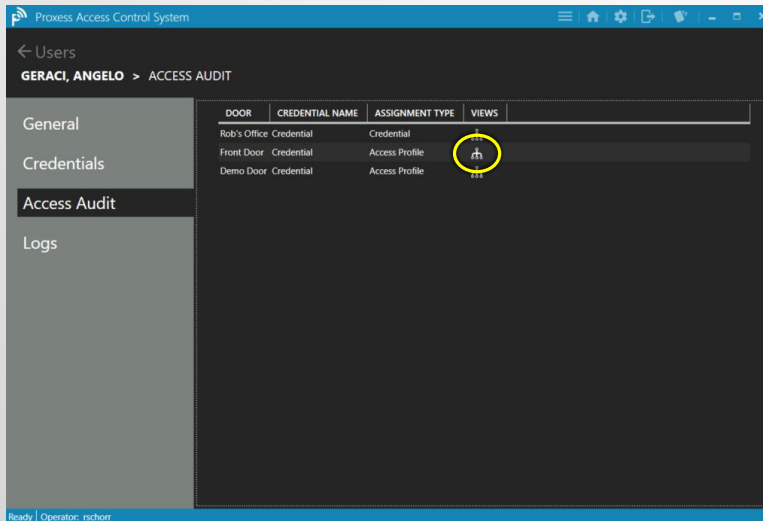 Proxess Access Control System
Users
GERACI, ANGELO > ACCESS AUDIT
General
Credentials
Access Audit
Logs
DOOR CREDENTIAL NAME ASSIGNMENT TYPE VIEWS
Rob's Office Credential Credential
Front Door Credential Access Profile
Demo Door Credential Access Profile
Ready Operator: rschorr